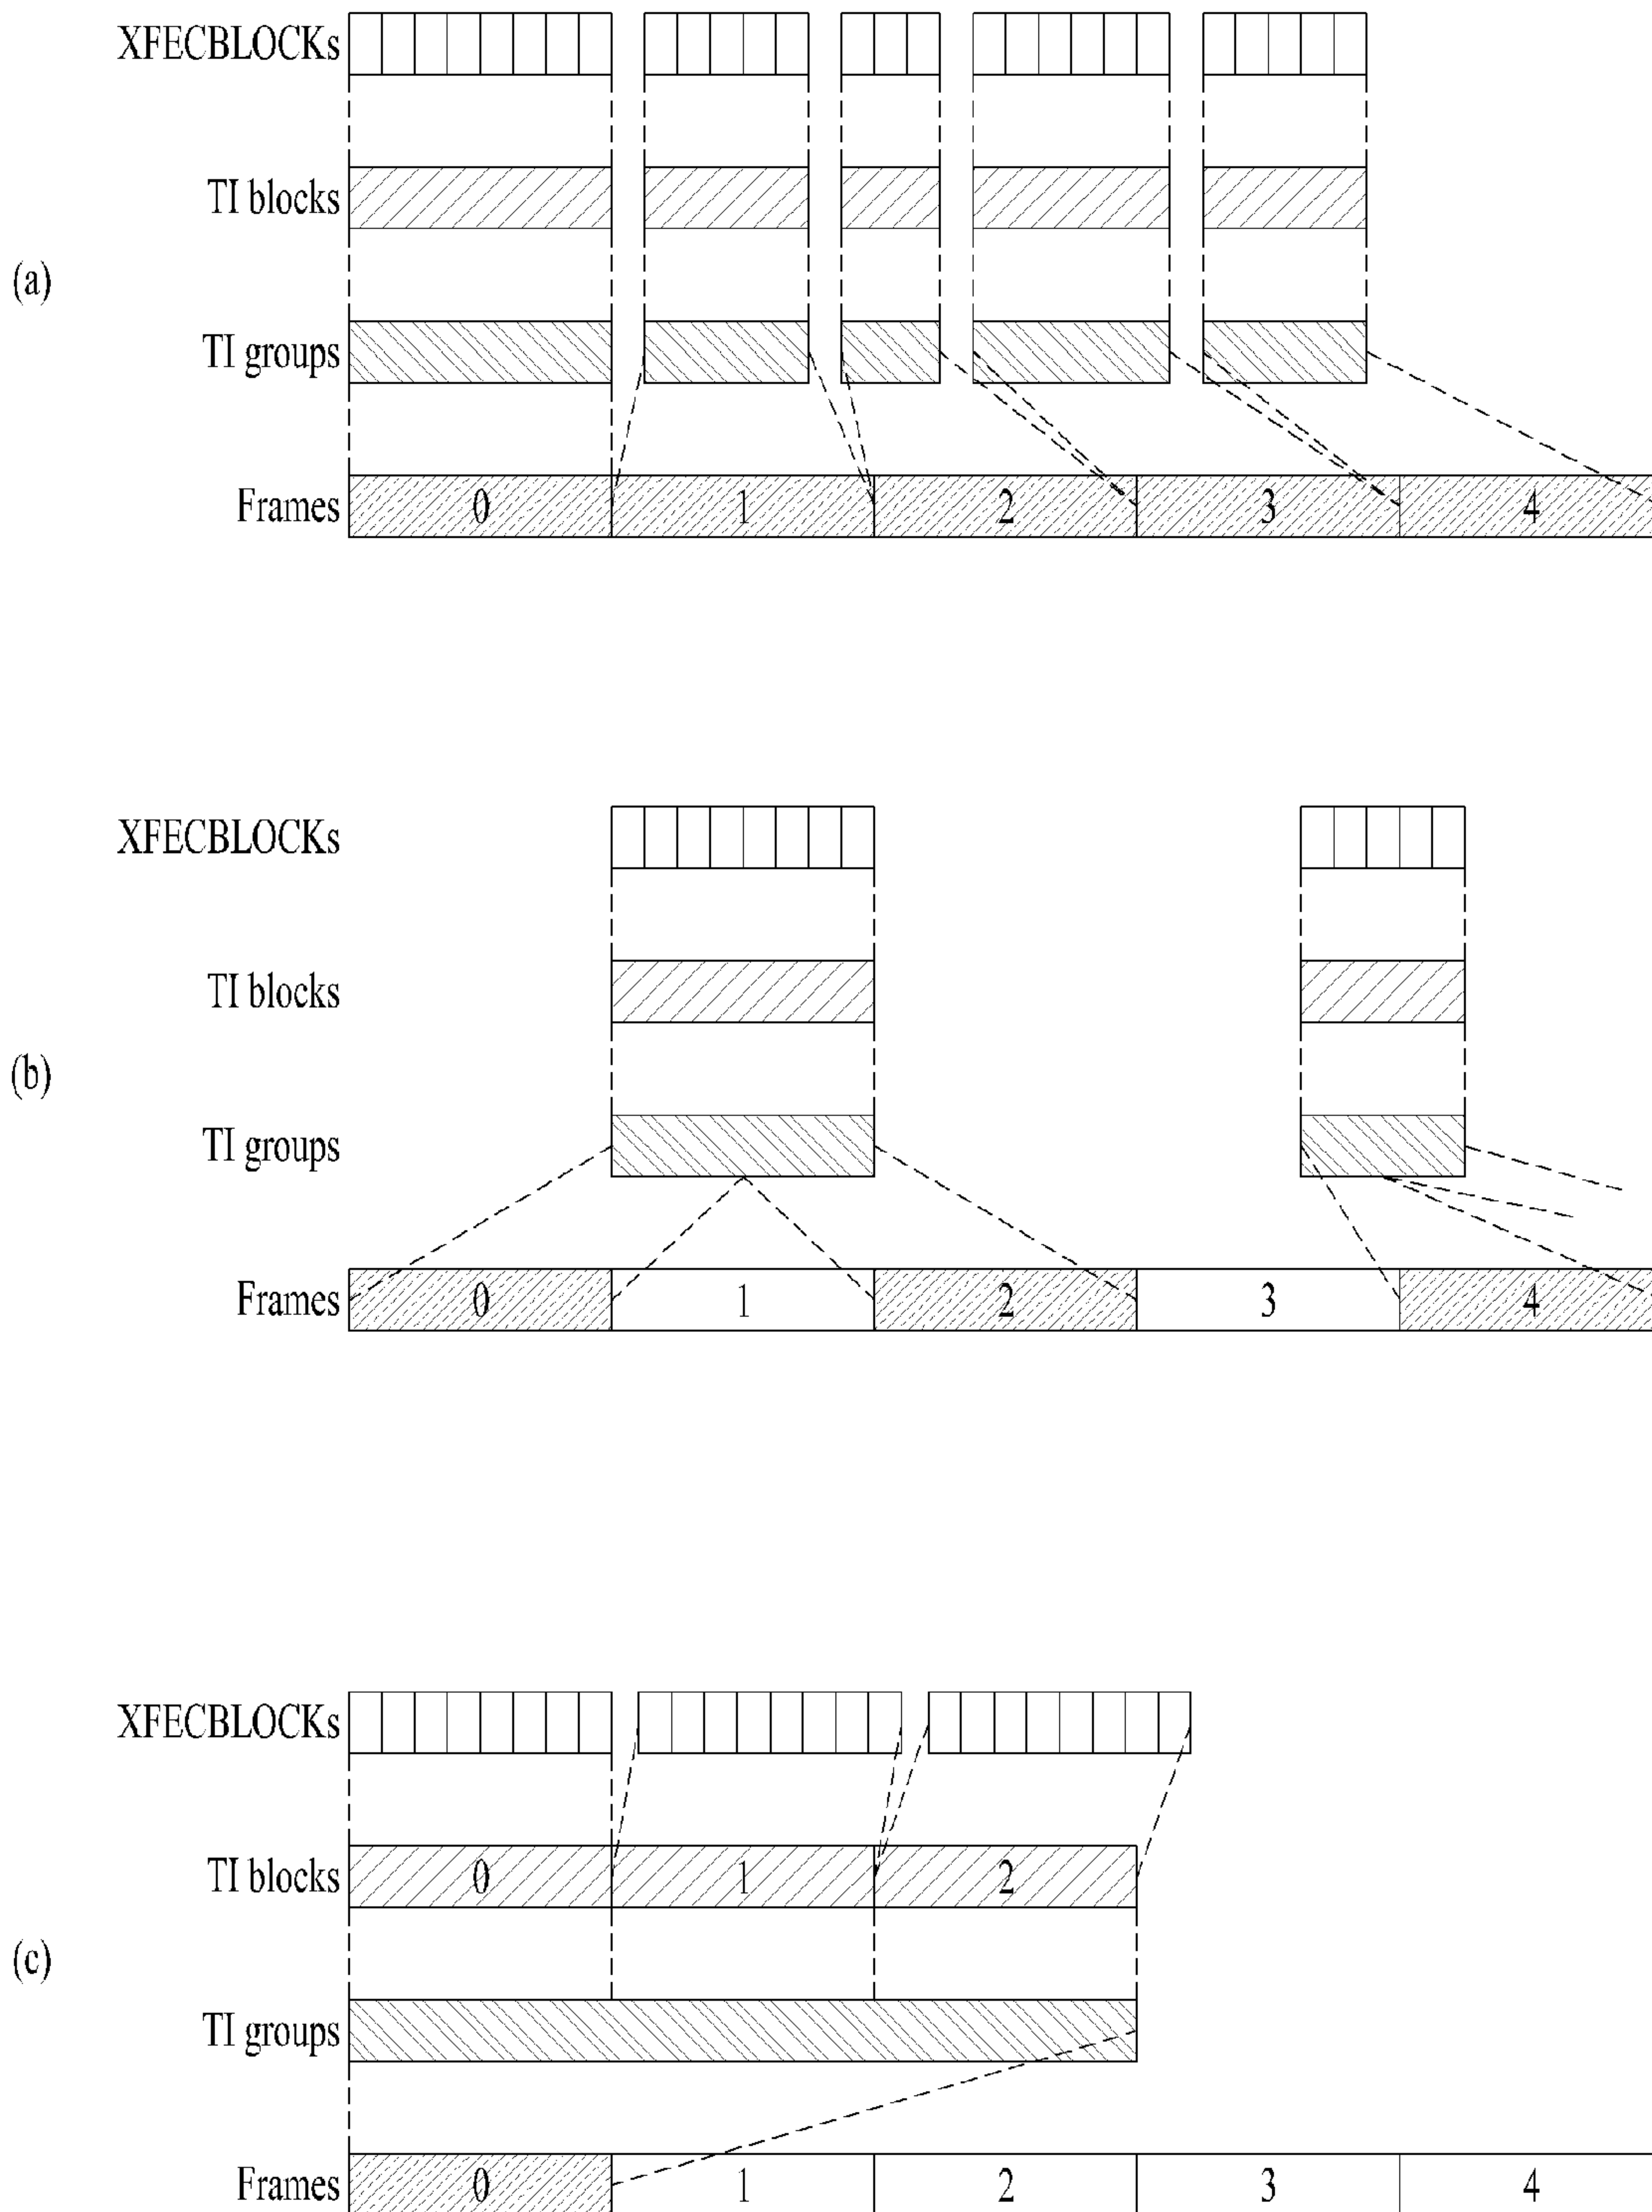 XFECBLOCKs
TI blocks
(a)
TI groups
Frames 0 1 2 3 4
XFECBLOCKs
TI blocks
(b)
TI groups
Frames 0 1 2 3 4
XFECBLOCKs
TI blocks 0 1 2
(c)
TI groups
Frames 0 1 2 3 4